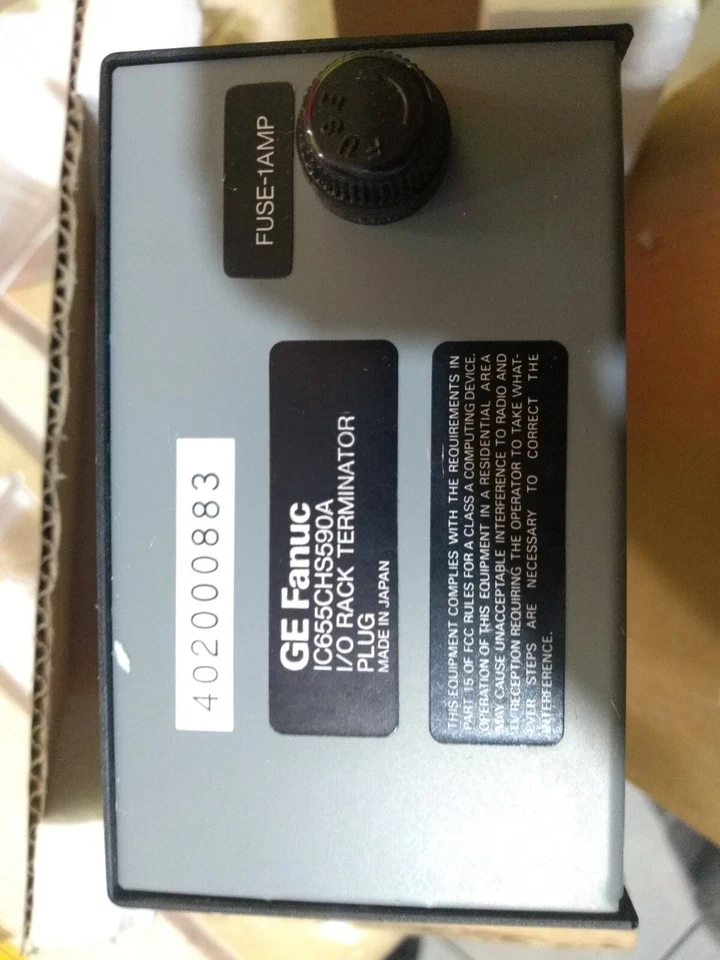 402000883
GE Fanuc
IC655CHS590A
I/O RACK TERMINATOR
PLUG
MADE IN JAPAN
FUSE-1AMP
FUSE
THIS EQUIPMENT COMPLIES WITH THE REQUIREMENTS IN
PART 15 OF FCC RULES FOR A CLASS A COMPUTING DEVICE.
OPERATION OF THIS EQUIPMENT IN A RESIDENTIAL AREA
MAY CAUSE UNACCEPTABLE INTERFERENCE TO RADIO AND
TV RECEPTION REQUIRING THE OPERATOR TO TAKE WHAT-
EVER STEPS ARE NECESSARY TO CORRECT THE
INTERFERENCE.